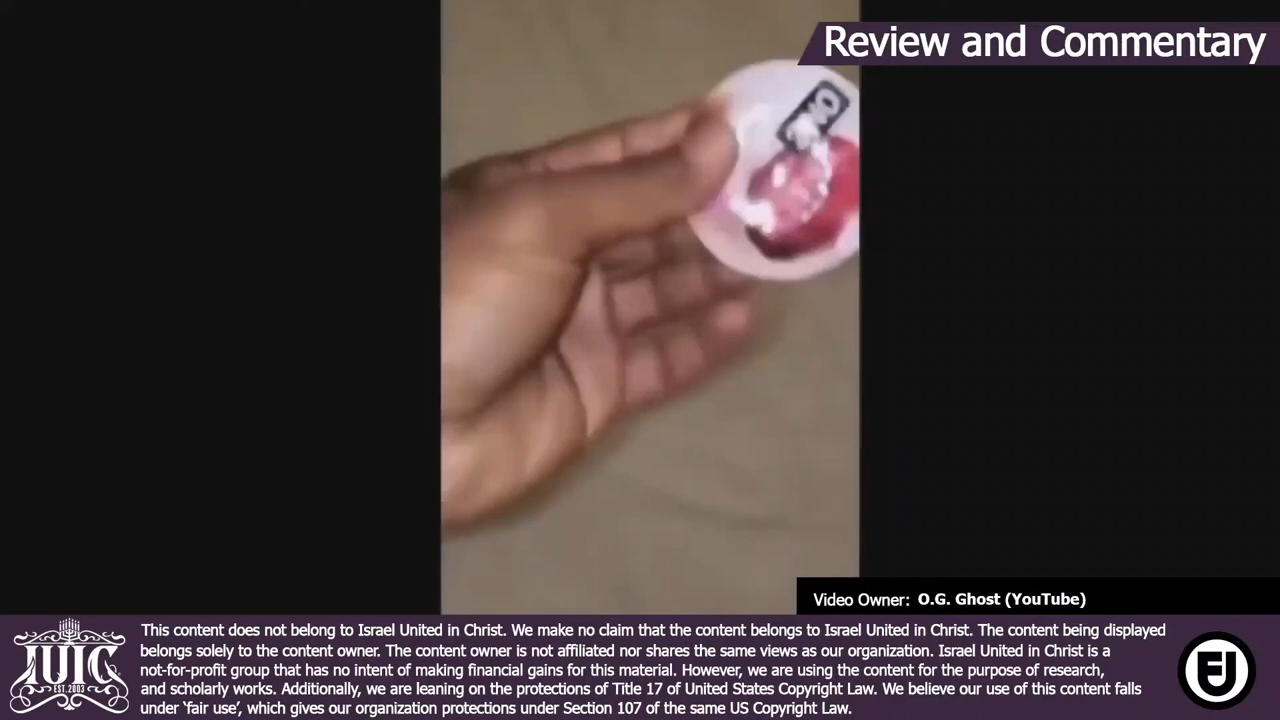 Review and Commentary
Video Owner: O.G. Ghost (YouTube)
This content does not belong to Israel United in Christ. We make no claim that the content belongs to Israel United in Christ. The content being displayed
belongs solely to the content owner. The content owner is not affiliated nor shares the same views as our organization. Israel United in Christ is a
not-for-profit group that has no intent of making financial gains for this material. However, we are using the content for the purpose of research,
and scholarly works. Additionally, we are leaning on the protections of Title 17 of United States Copyright Law. We believe our use of this content falls
under ‘fair use’, which gives our organization protections under Section 107 of the same US Copyright Law.
IUIC
EST.2003